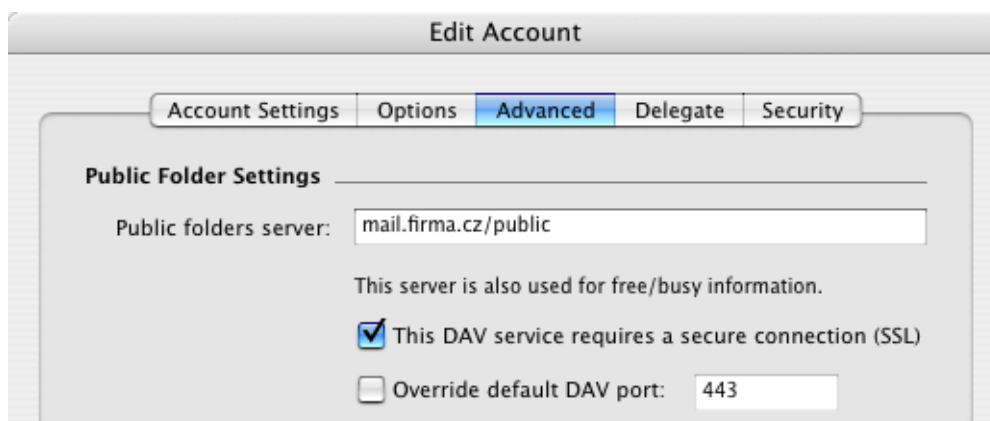 Edit Account
Account Settings Options Advanced Delegate Security
Public Folder Settings
Public folders server: mail.firma.cz/public
This server is also used for free/busy information.
This DAV service requires a secure connection (SSL)
Override default DAV port: 443